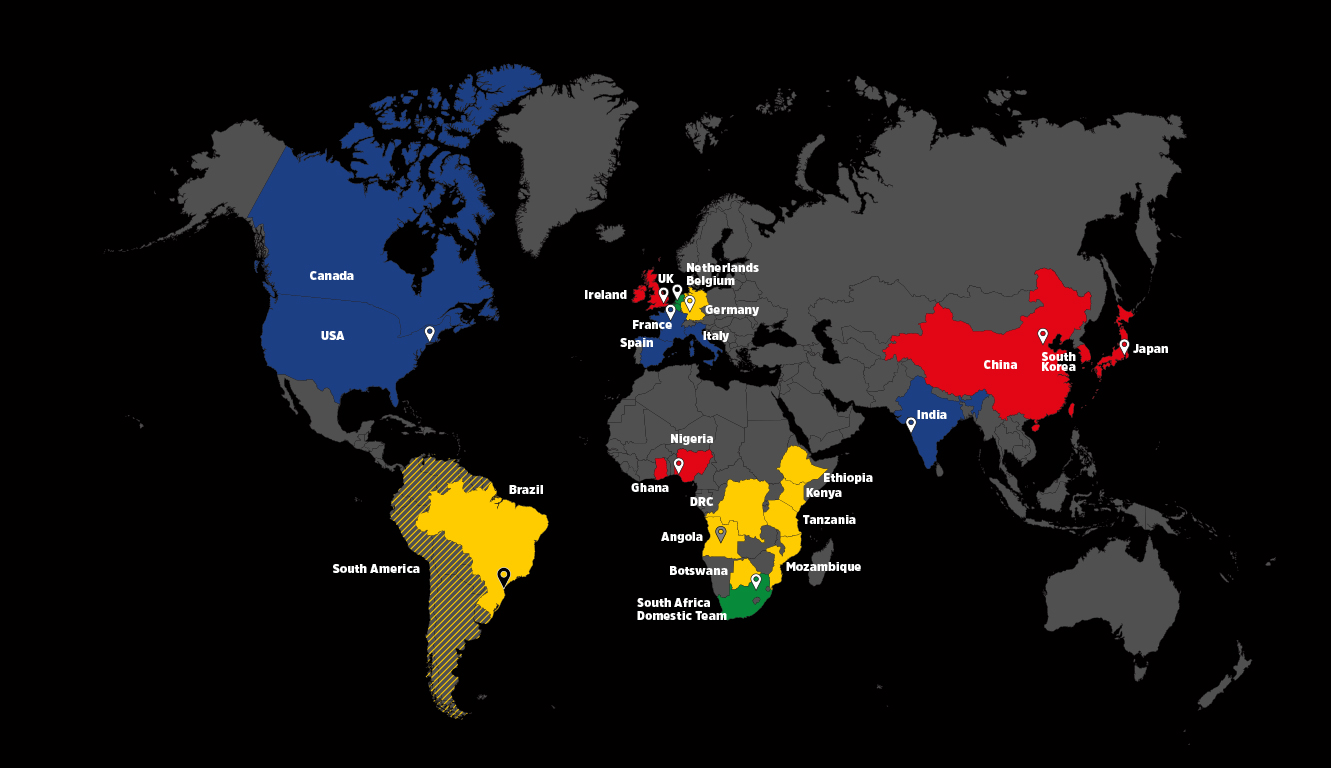 Canada
USA
Netherlands
Belgium
UK
Ireland
Germany
France
Spain
Italy
China
South
Korea
Japan
India
Nigeria
Ghana
Ethiopia
DRC
Kenya
Tanzania
Angola
Mozambique
Botswana
South Africa
Domestic Team
Brazil
South America